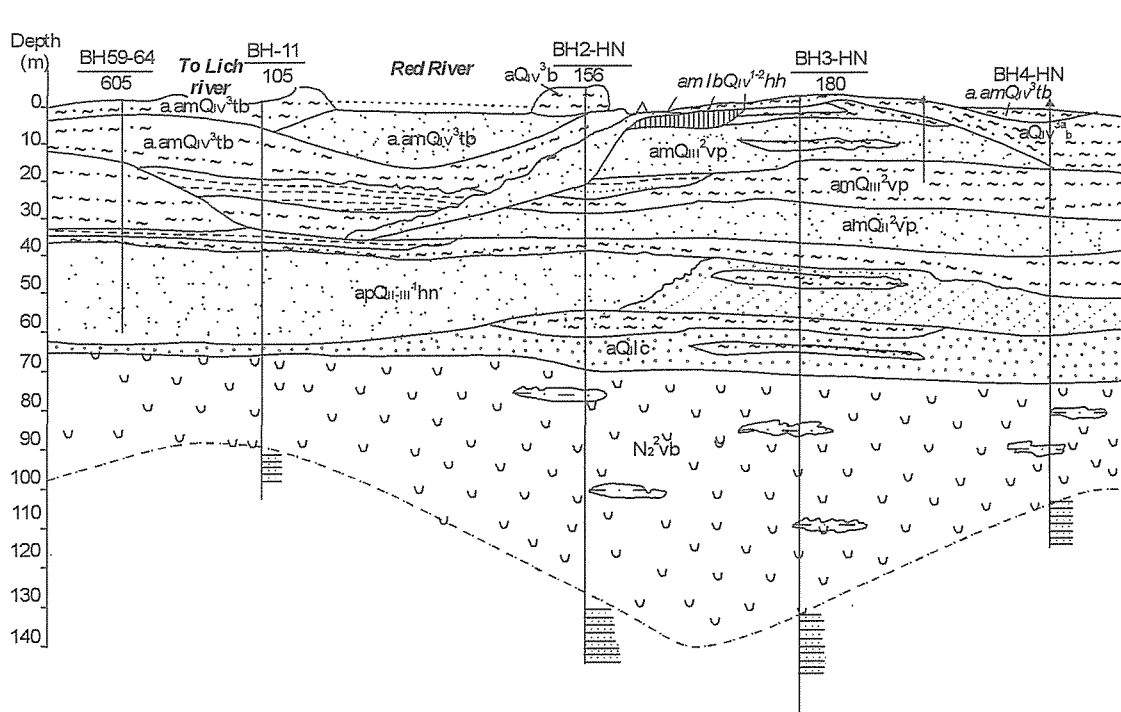 Depth
(m)
BH59-64
605
To Lich
river
BH-11
105
Red River
BH2-HN
156
aQIV³b
amlbQIV¹⁻²hh
BH3-HN
180
BH4-HN
a.amQIV³tb
aQIV³ᵃb
a.amQIV³tb
a.amQIV³tb
a.amQIV³tb
amQIII²vp
amQIII²vp
amQII²vp
apQII-III¹hn
aQIlc
N₂²vb
0
10
20
30
40
50
60
70
80
90
100
110
120
130
140